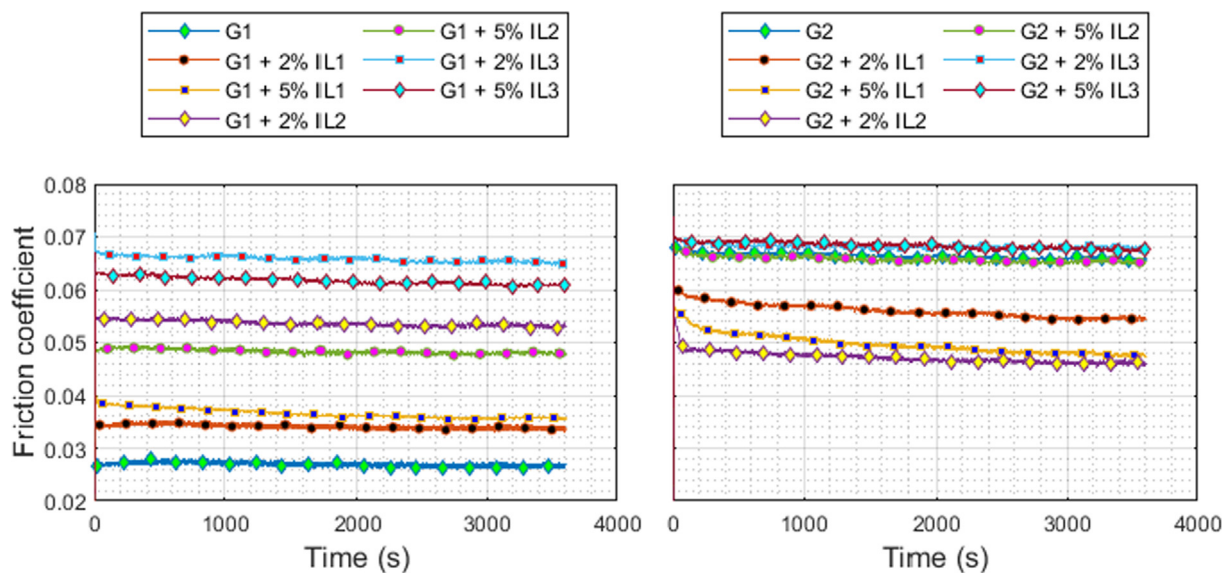 G1
G1 + 2% IL1
G1 + 5% IL1
G1 + 2% IL2
G1 + 5% IL2
G1 + 2% IL3
G1 + 5% IL3
G2
G2 + 2% IL1
G2 + 5% IL1
G2 + 2% IL2
G2 + 5% IL2
G2 + 2% IL3
G2 + 5% IL3
Friction coefficient
0.08
0.07
0.06
0.05
0.04
0.03
0.02
0
1000
2000
3000
4000
Time (s)
0
1000
2000
3000
4000
Time (s)